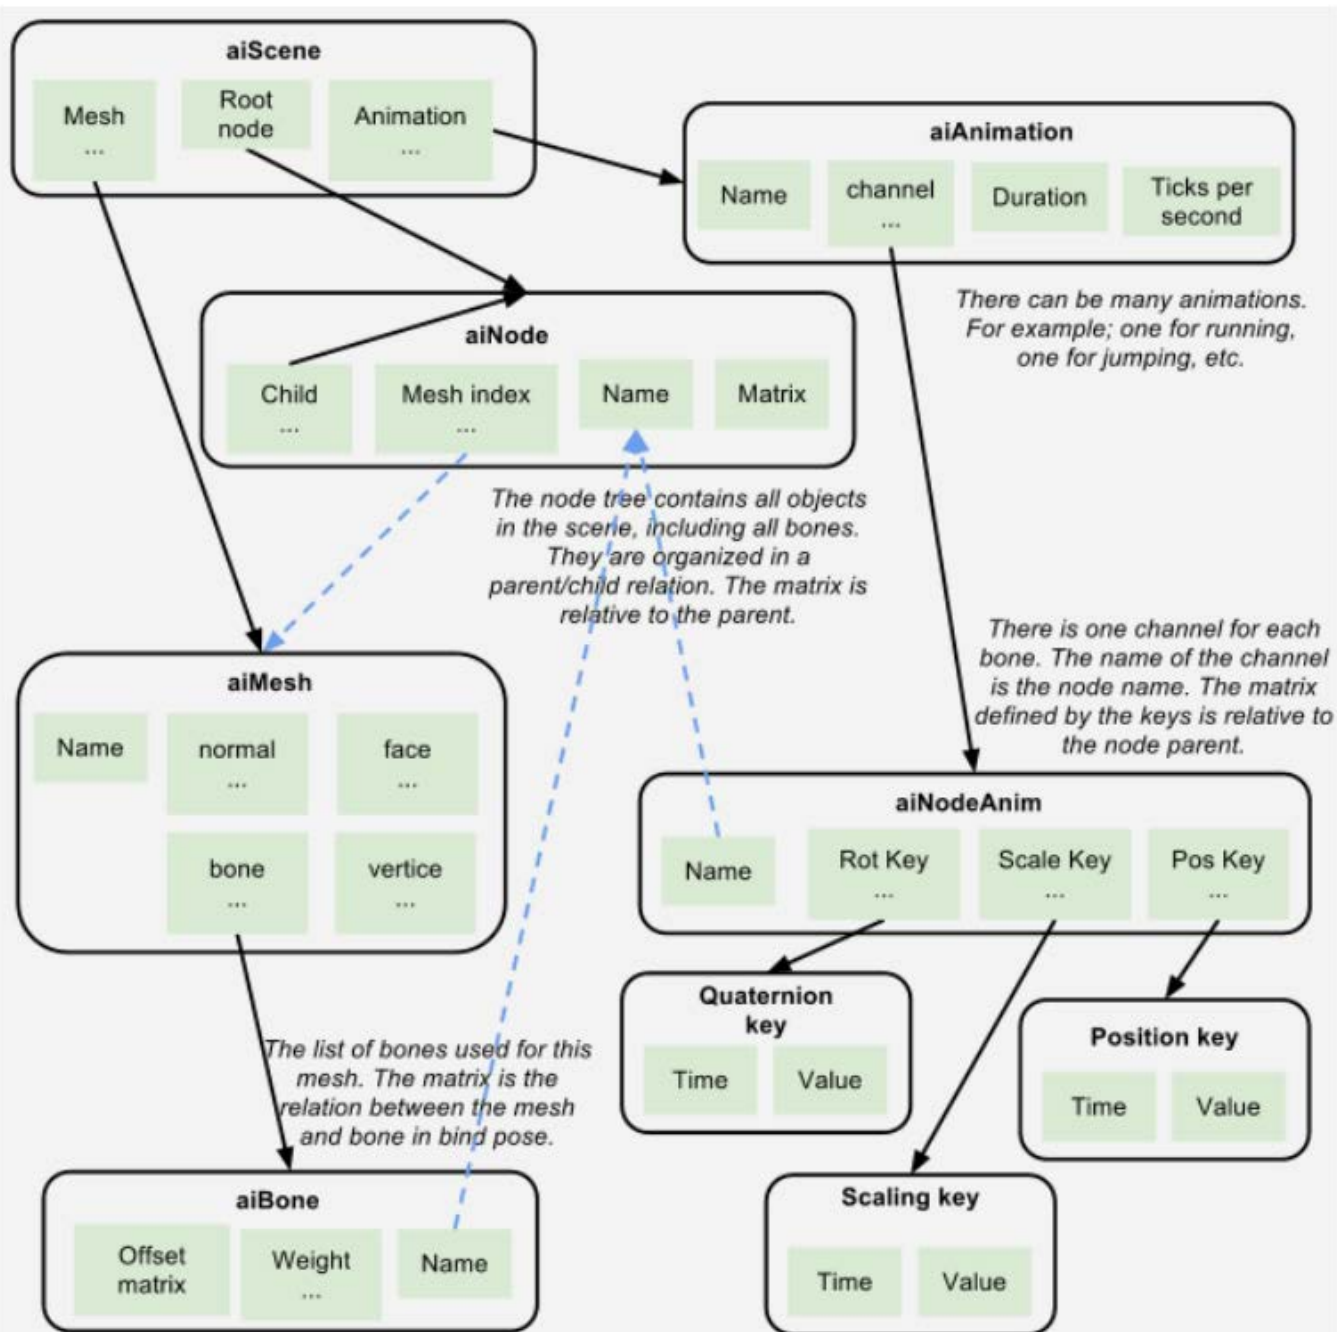 aiScene
Mesh
...
Root
node
Animation
...
aiAnimation
Name
channel
...
Duration
Ticks per
second
There can be many animations.
For example; one for running,
one for jumping, etc.
aiNode
Child
...
Mesh index
...
Name
Matrix
The node tree contains all objects
in the scene, including all bones.
They are organized in a
parent/child relation. The matrix is
relative to the parent.
There is one channel for each
bone. The name of the channel
is the node name. The matrix
defined by the keys is relative to
the node parent.
aiMesh
Name
normal
...
face
...
bone
...
vertice
...
aiNodeAnim
Name
Rot Key
...
Scale Key
...
Pos Key
...
Quaternion
key
Time
Value
Position key
Time
Value
The list of bones used for this
mesh. The matrix is the
relation between the mesh
and bone in bind pose.
aiBone
Offset
matrix
Weight
...
Name
Scaling key
Time
Value